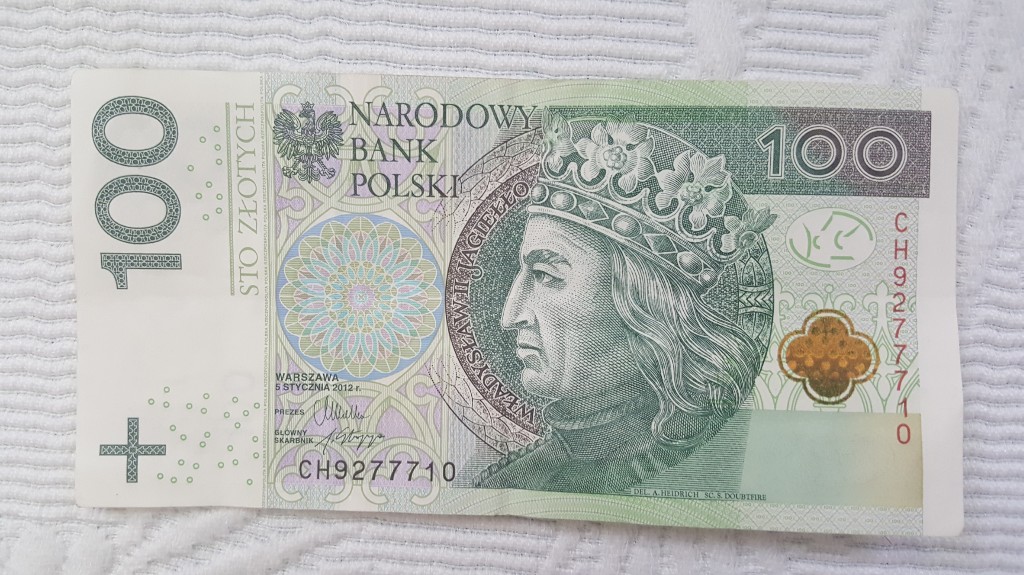 100
STO ZŁOTYCH
NARODOWY
BANK
POLSKI
100
WŁADYSŁAW II JAGIEŁŁO
CH9277710
WARSZAWA
5 STYCZNIA 2012 r.
PREZES
GŁÓWNY
SKARBNIK
CH9277710
DEL. A. HEIDRICH SC. S. DOUBTFIRE